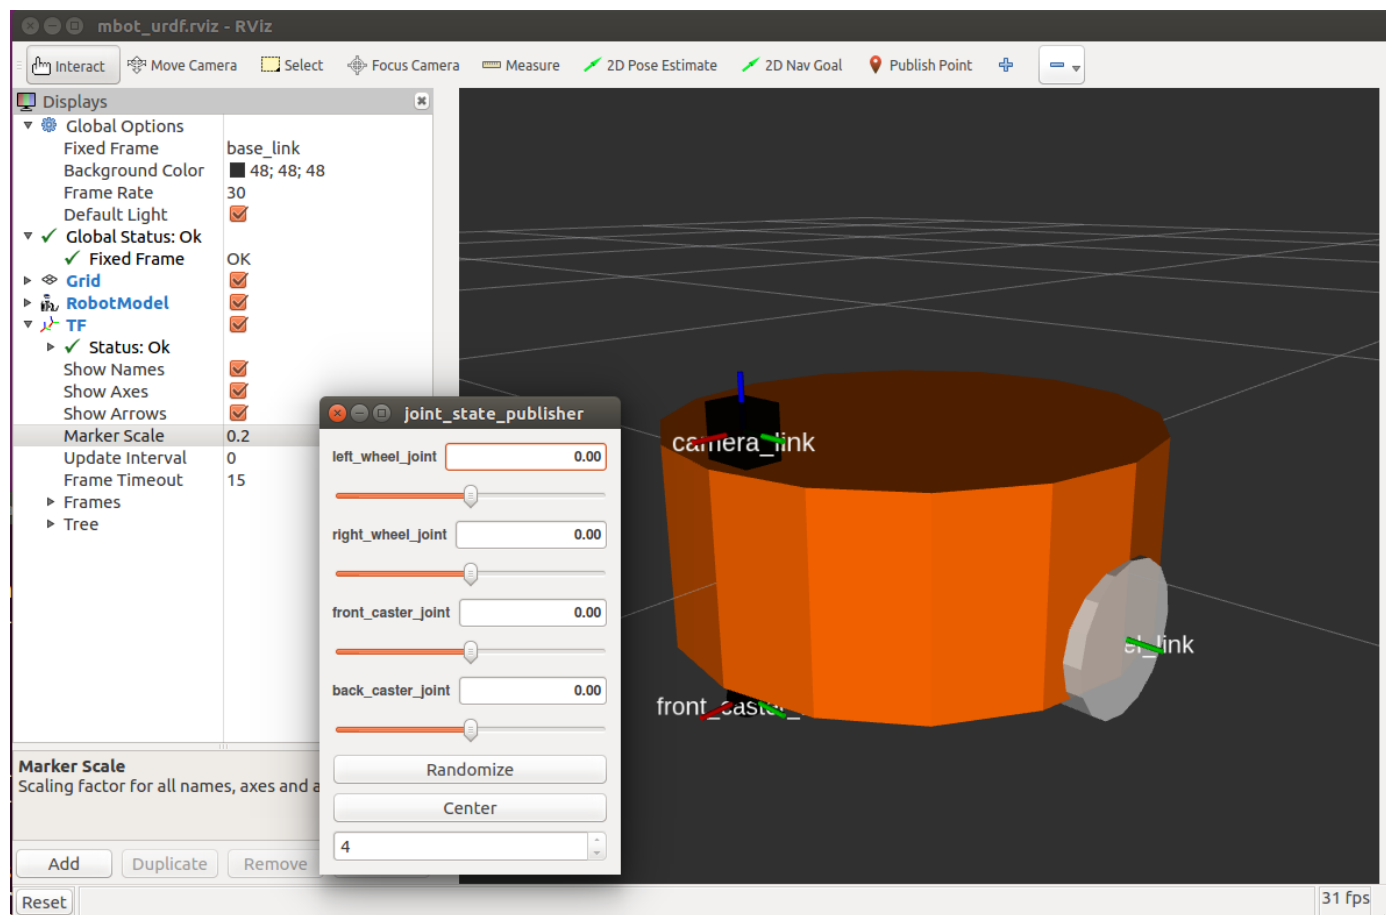 mbot_urdf.rviz - RViz
Interact Move Camera Select Focus Camera Measure 2D Pose Estimate 2D Nav Goal Publish Point
Displays
Global Options
Fixed Frame base_link
Background Color 48; 48; 48
Frame Rate 30
Default Light
Global Status: Ok
Fixed Frame OK
Grid
RobotModel
TF
Status: Ok
Show Names
Show Axes
Show Arrows
Marker Scale 0.2
Update Interval 0
Frame Timeout 15
Frames
Tree
Marker Scale
Scaling factor for all names, axes and a
Add Duplicate Remove
Reset
joint_state_publisher
left_wheel_joint 0.00
right_wheel_joint 0.00
front_caster_joint 0.00
back_caster_joint 0.00
Randomize
Center
4
camera_link
el_link
front_caster_
31 fps